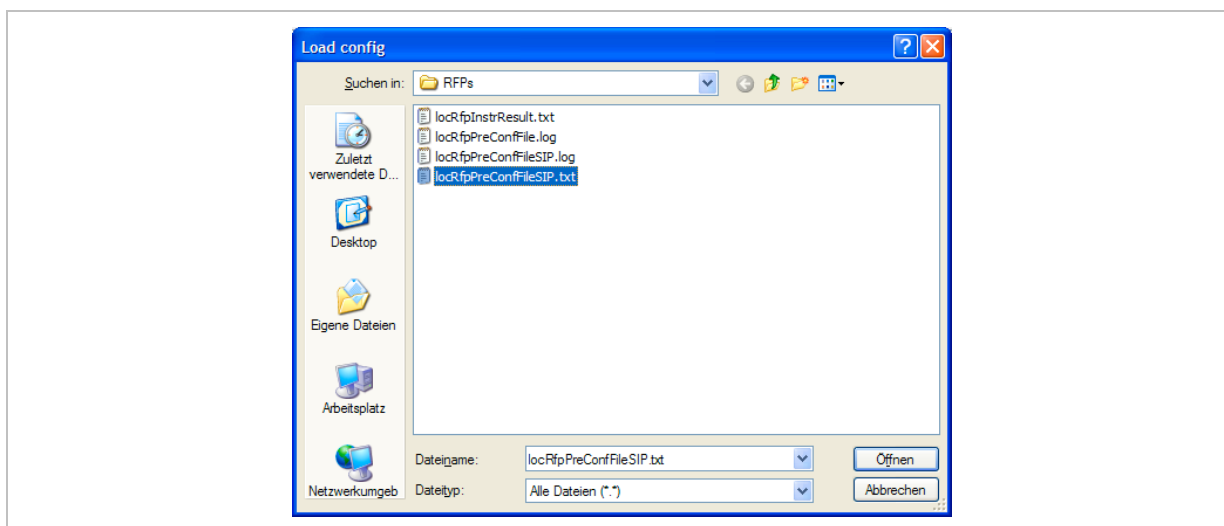 Load config
Suchen in:
RFPs
locRfpInstrResult.txt
locRfpPreConfFile.log
locRfpPreConfFileSIP.log
locRfpPreConfFileSIP.txt
Zuletzt
verwendete D...
Desktop
Eigene Dateien
Arbeitsplatz
Netzwerkumgeb
Dateiname:
locRfpPreConfFileSIP.txt
Öffnen
Dateityp:
Alle Dateien (*.*)
Abbrechen